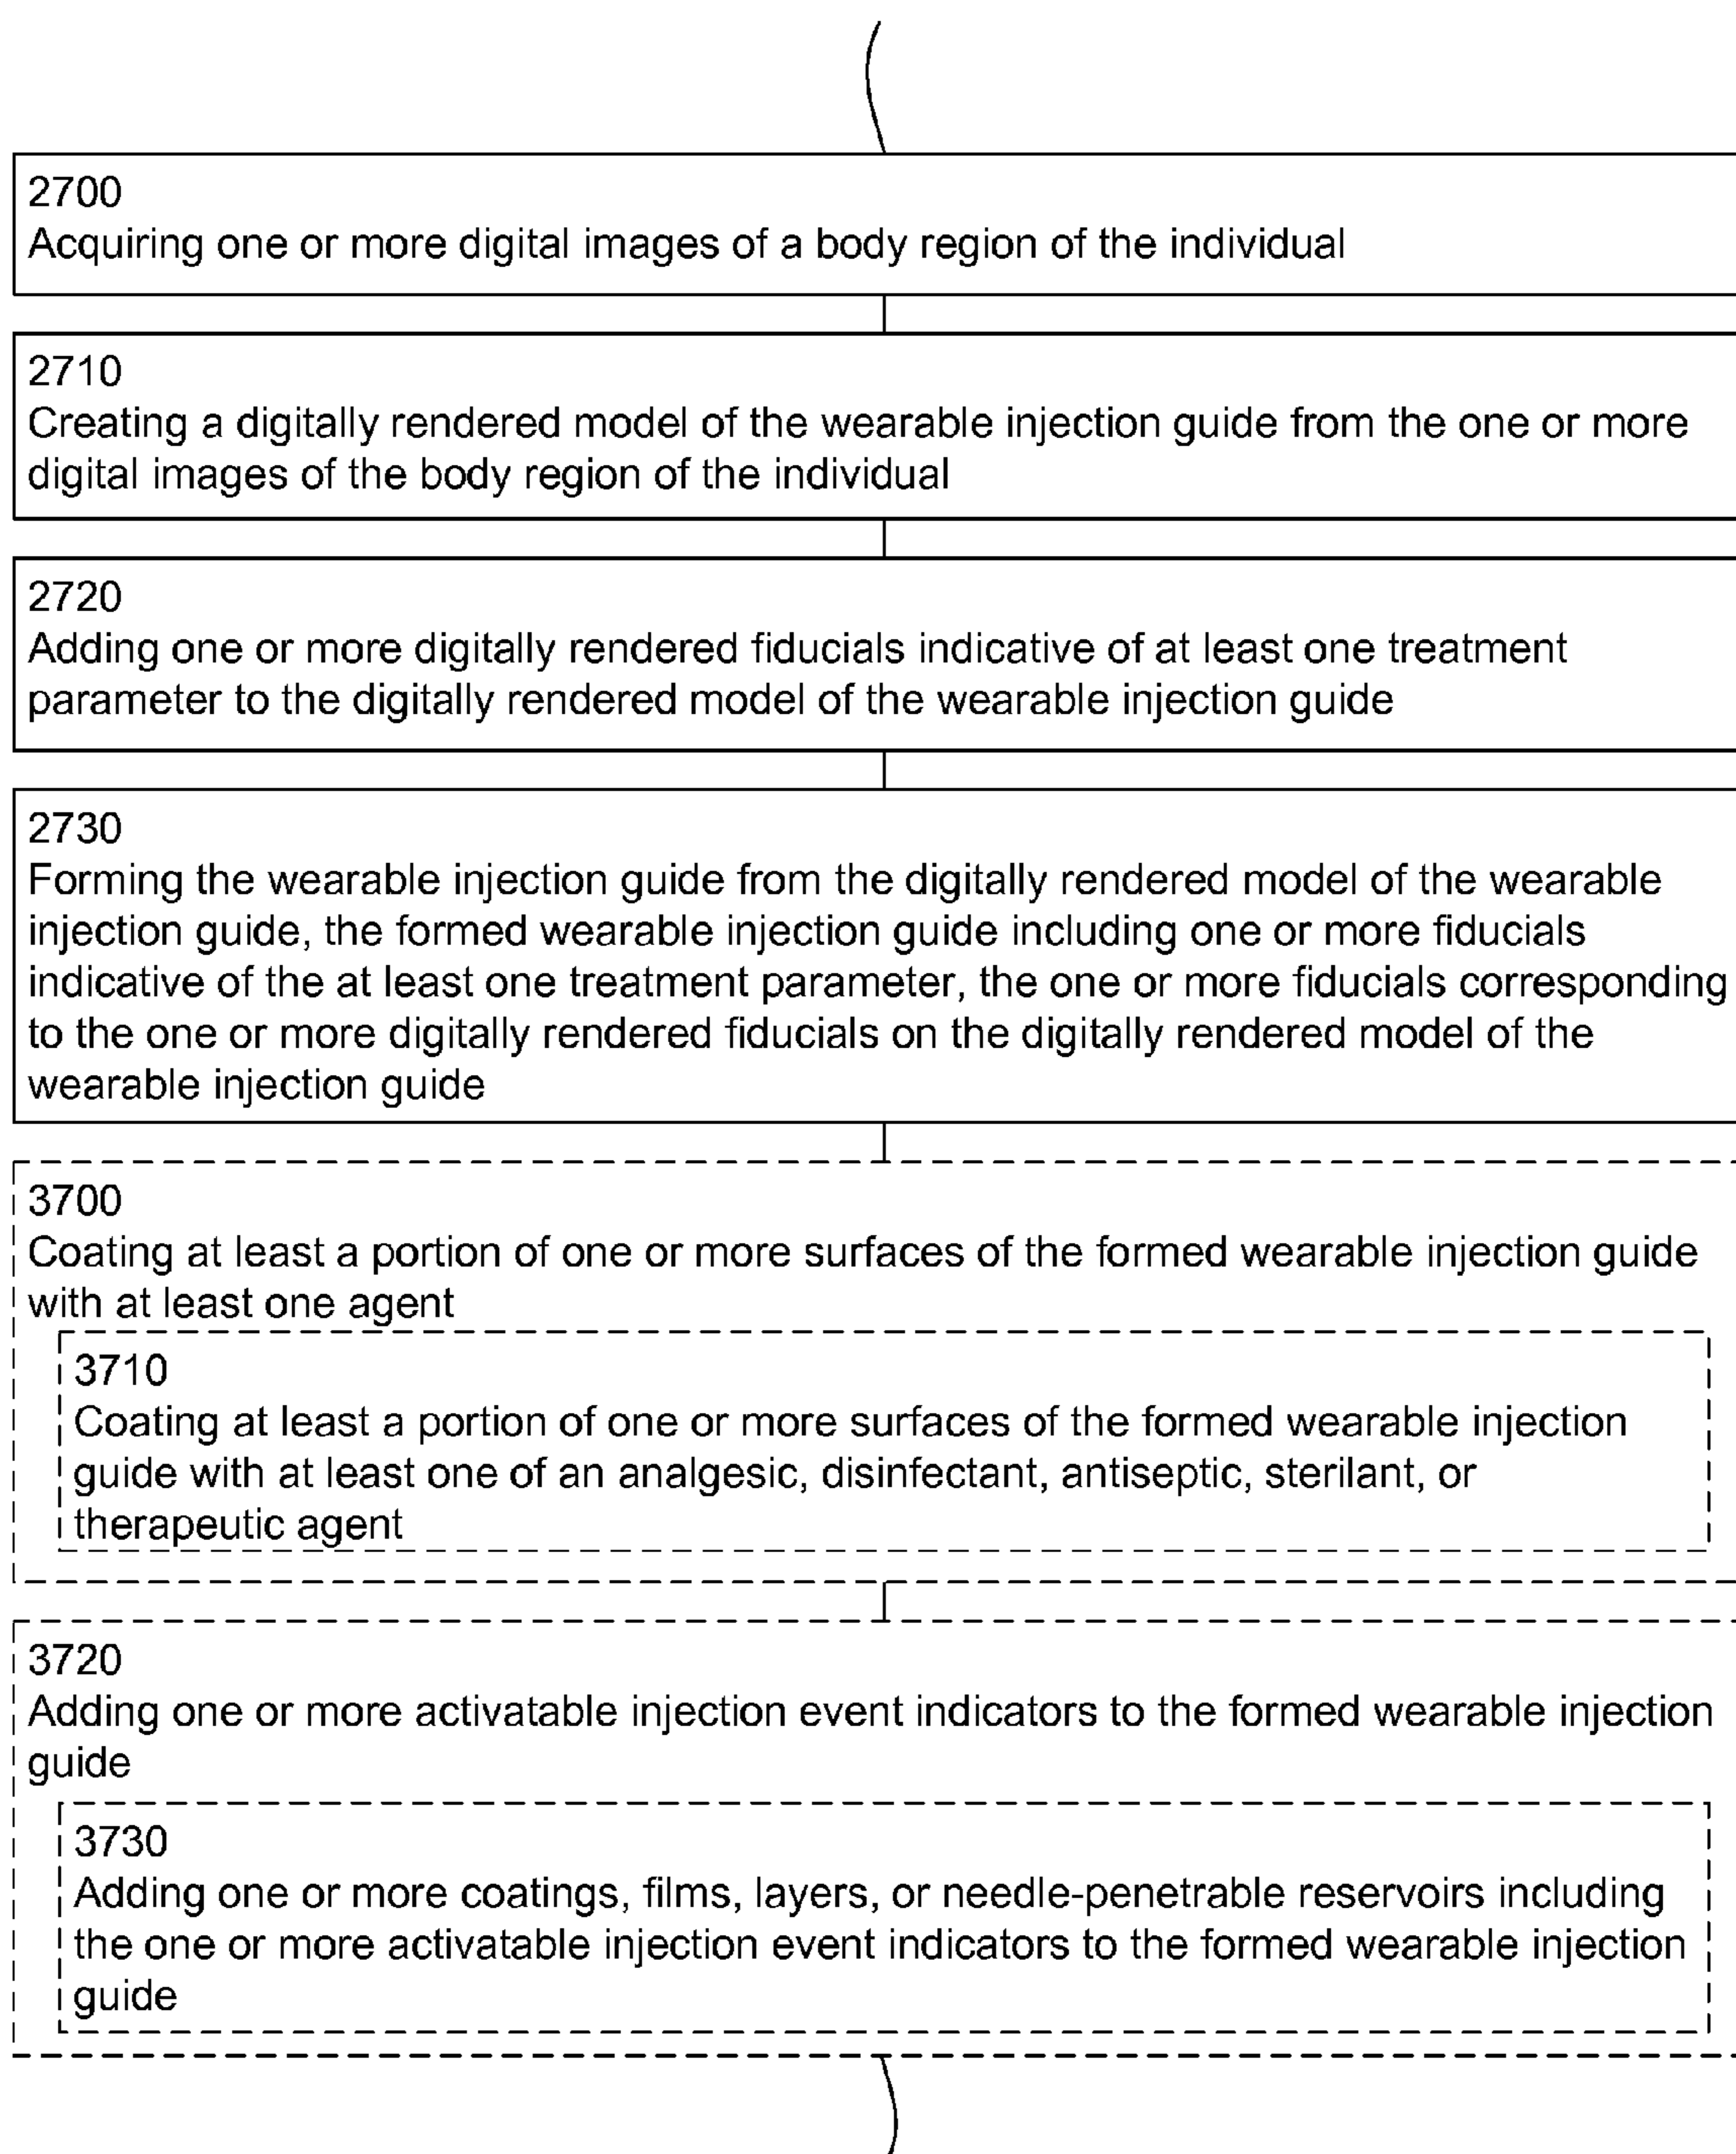 2700
Acquiring one or more digital images of a body region of the individual
2710
Creating a digitally rendered model of the wearable injection guide from the one or more
digital images of the body region of the individual
2720
Adding one or more digitally rendered fiducials indicative of at least one treatment
parameter to the digitally rendered model of the wearable injection guide
2730
Forming the wearable injection guide from the digitally rendered model of the wearable
injection guide, the formed wearable injection guide including one or more fiducials
indicative of the at least one treatment parameter, the one or more fiducials corresponding
to the one or more digitally rendered fiducials on the digitally rendered model of the
wearable injection guide
3700
Coating at least a portion of one or more surfaces of the formed wearable injection guide
with at least one agent
3710
Coating at least a portion of one or more surfaces of the formed wearable injection
guide with at least one of an analgesic, disinfectant, antiseptic, sterilant, or
therapeutic agent
3720
Adding one or more activatable injection event indicators to the formed wearable injection
guide
3730
Adding one or more coatings, films, layers, or needle-penetrable reservoirs including
the one or more activatable injection event indicators to the formed wearable injection
guide